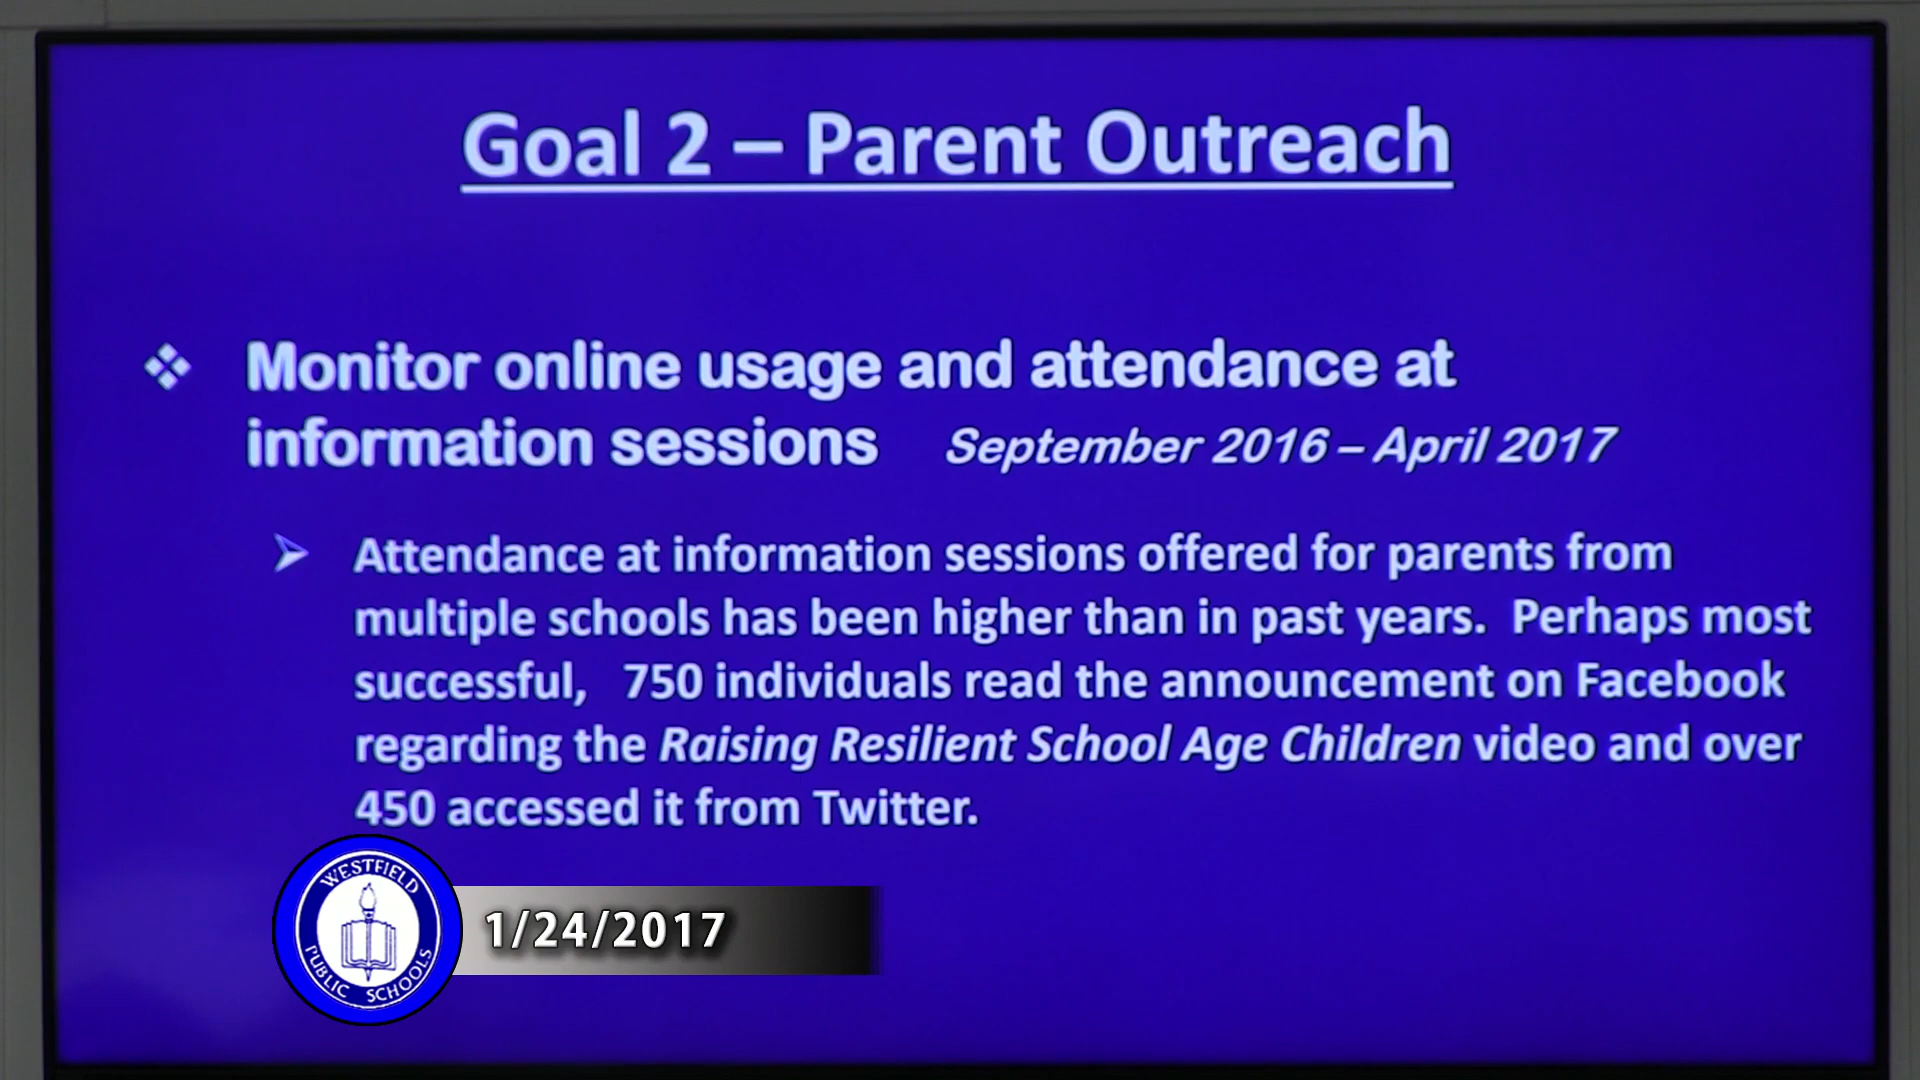 Goal 2 – Parent Outreach
Monitor online usage and attendance at
information sessions September 2016 – April 2017
Attendance at information sessions offered for parents from
multiple schools has been higher than in past years. Perhaps most
successful, 750 individuals read the announcement on Facebook
regarding the Raising Resilient School Age Children video and over
450 accessed it from Twitter.
WESTFIELD
PUBLIC SCHOOLS
1/24/2017